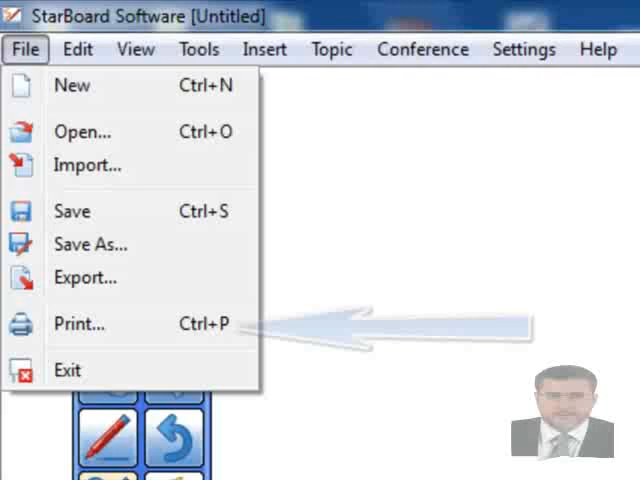 StarBoard Software [Untitled]
File Edit View Tools Insert Topic Conference Settings Help
New Ctrl+N
Open... Ctrl+O
Import...
Save Ctrl+S
Save As...
Export...
Print... Ctrl+P
Exit